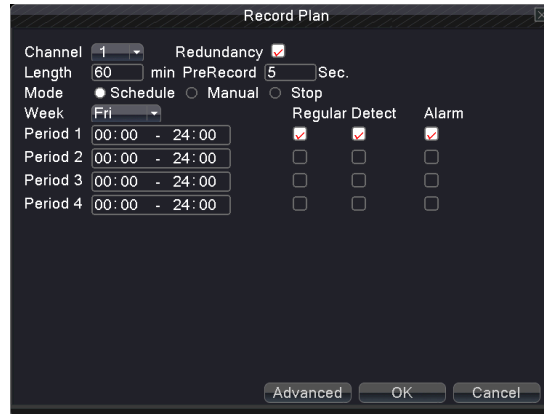 Record Plan
Channel 1 Redundancy
Length 60 min PreRecord 5 Sec.
Mode Schedule Manual Stop
Week Fri Regular Detect Alarm
Period 1 00:00 - 24:00
Period 2 00:00 - 24:00
Period 3 00:00 - 24:00
Period 4 00:00 - 24:00
Advanced OK Cancel